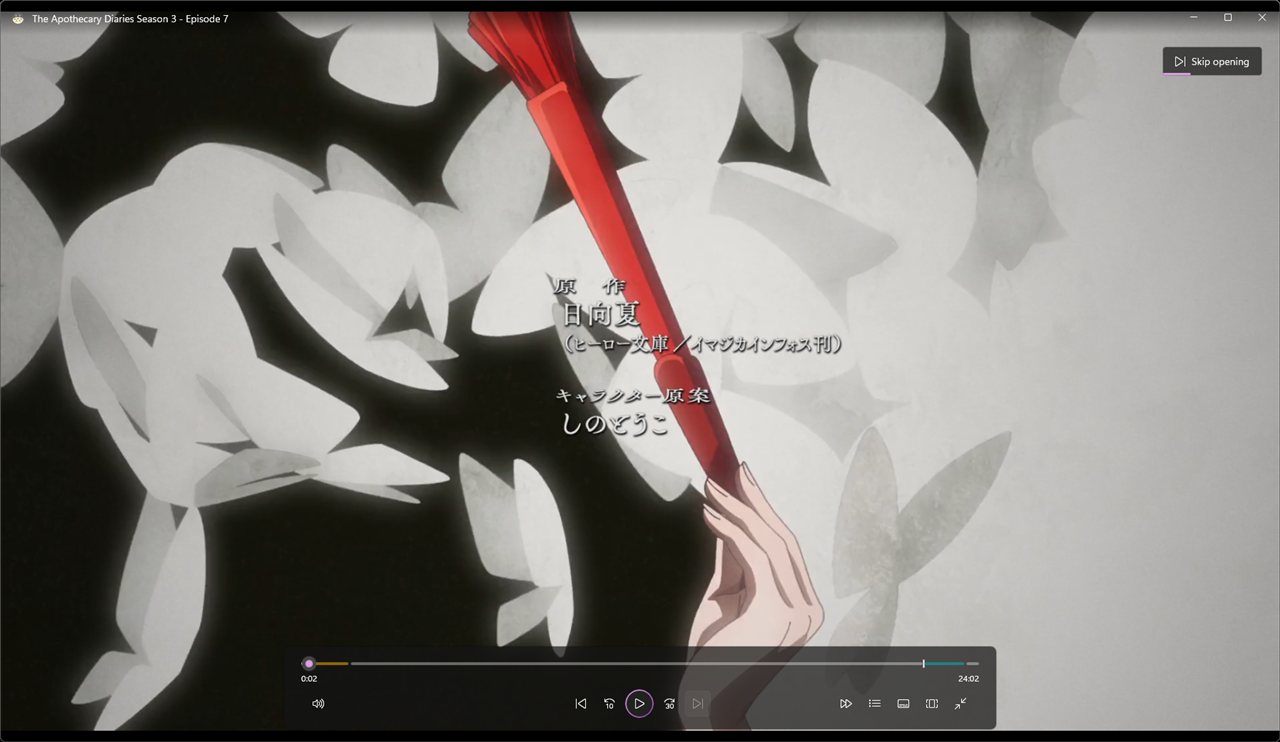 The Apothecary Diaries Season 3 - Episode 7
Skip opening
原 作
日向夏
（ヒーロー文庫／イマジカインフォス刊）
キャラクター原案
しのとうこ
0:02
24:02
10
30